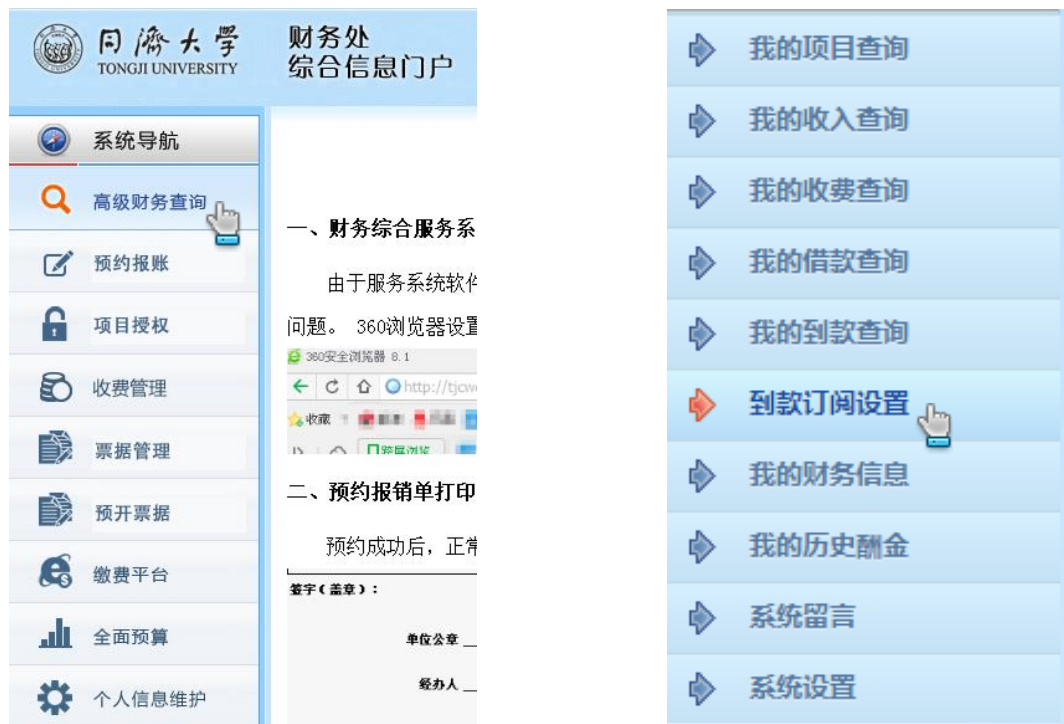 同濟大學
TONGJI UNIVERSITY
财务处
综合信息门户
系统导航
高级财务查询
预约报账
项目授权
收费管理
票据管理
预开票据
缴费平台
全面预算
个人信息维护
一、财务综合服务系
由于服务系统软件
问题。 360浏览器设置
360安全浏览器 8.1
http://tjcw
收藏
跨屏浏览
二、预约报销单打印
预约成功后，正常
签字(盖章)：
单位公章
经办人
我的项目查询
我的收入查询
我的收费查询
我的借款查询
我的到款查询
到款订阅设置
我的财务信息
我的历史酬金
系统留言
系统设置